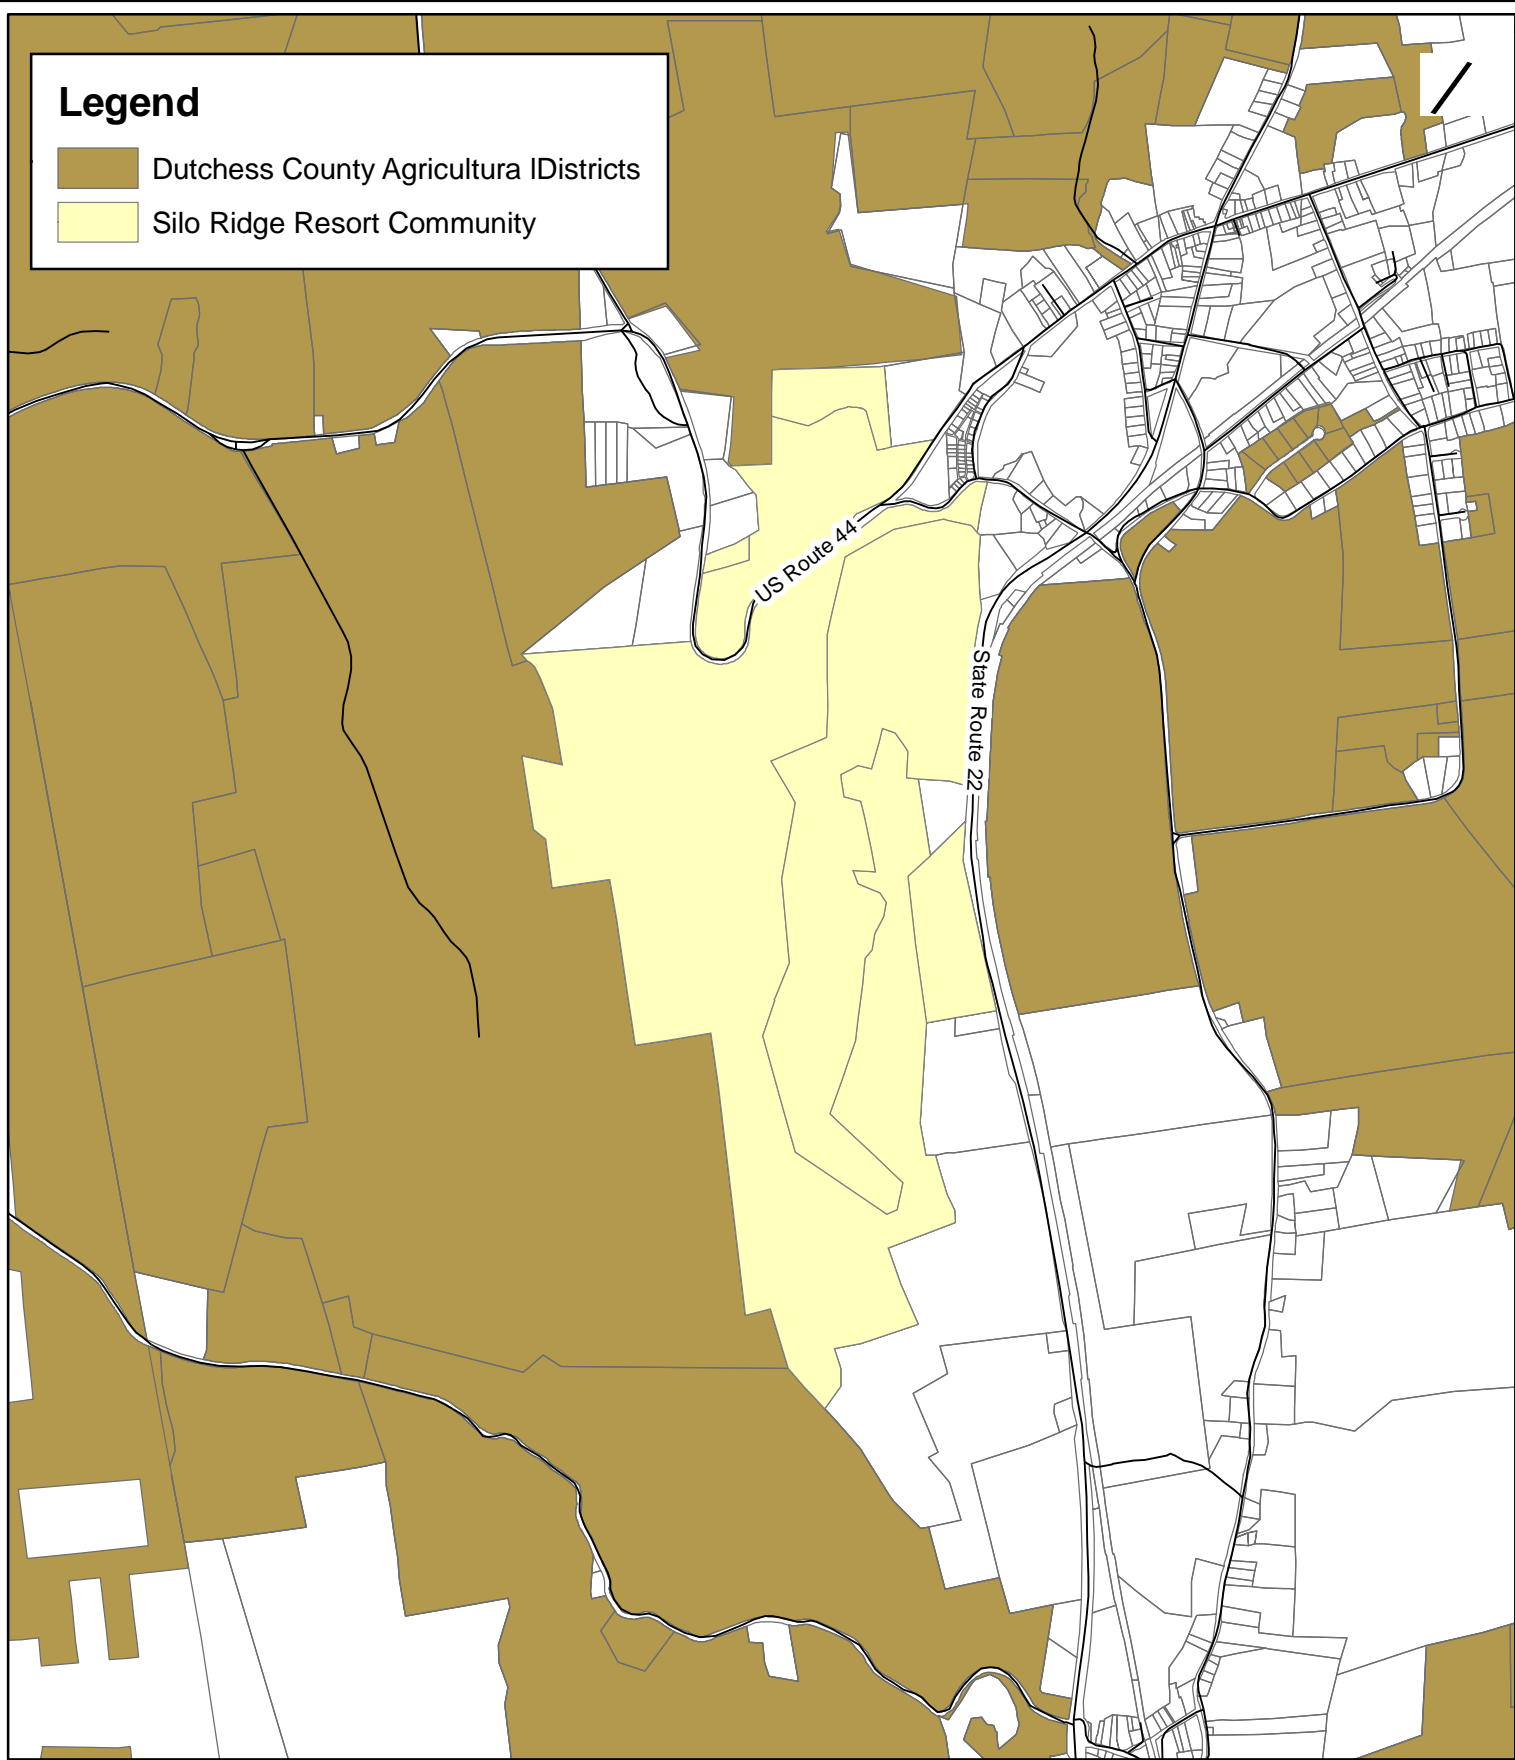 Legend
Dutchess County Agricultura lDistricts
Silo Ridge Resort Community
US Route 44
State Route 22